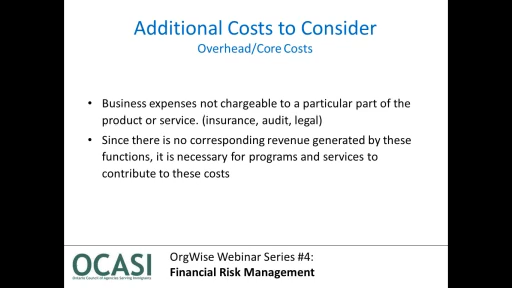 Additional Costs to Consider
Overhead/Core Costs
• Business expenses not chargeable to a particular part of the
product or service. (insurance, audit, legal)
• Since there is no corresponding revenue generated by these
functions, it is necessary for programs and services to
contribute to these costs
OCASI
Ontario Council of Agencies Serving Immigrants
OrgWise Webinar Series #4:
Financial Risk Management